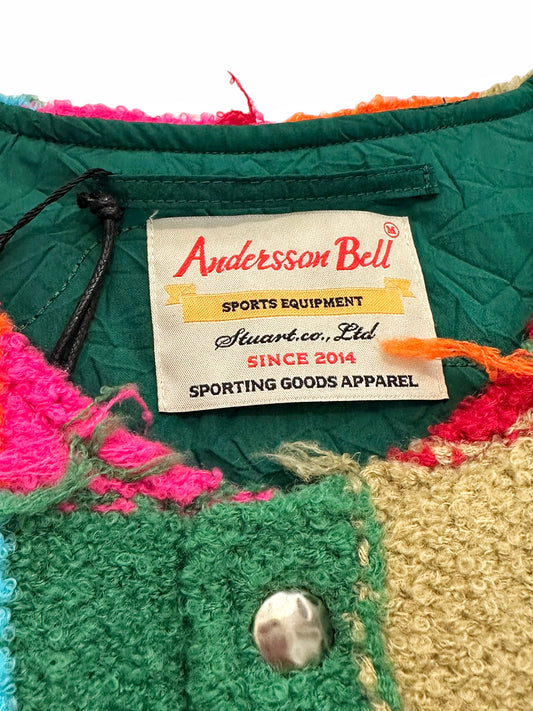 Andersson Bell
M
SPORTS EQUIPMENT
Stuart.co., Ltd
SINCE 2014
SPORTING GOODS APPAREL